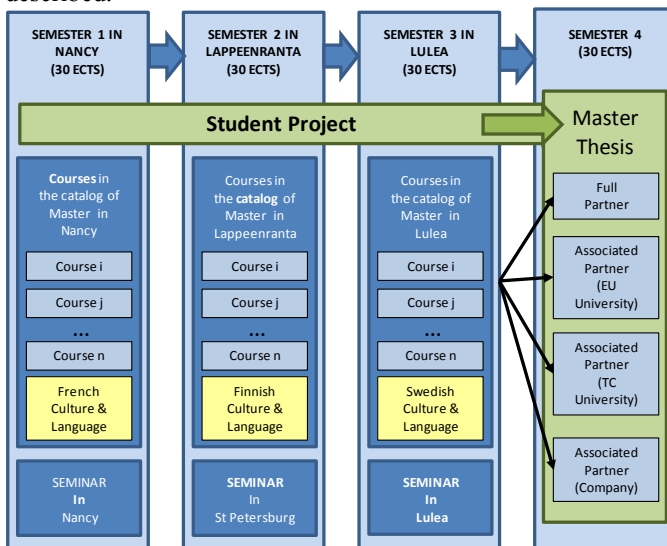 described.
SEMESTER 1 IN
NANCY
(30 ECTS)
SEMESTER 2 IN
LAPPEENRANTA
(30 ECTS)
SEMESTER 3 IN
LULEA
(30 ECTS)
SEMESTER 4
(30 ECTS)
Student Project
Master
Thesis
Courses in
the catalog of
Master in
Nancy
Course i
Course j
...
Course n
French
Culture &
Language
SEMINAR
In
Nancy
Courses in
the catalog of
Master in
Lappeenranta
Course i
Course j
...
Course n
Finnish
Culture &
Language
SEMINAR
In
St Petersburg
Courses in
the catalog of
Master in
Lulea
Course i
Course j
...
Course n
Swedish
Culture &
Language
SEMINAR
In
Lulea
Full
Partner
Associated
Partner
(EU
University)
Associated
Partner
(TC
University)
Associated
Partner
(Company)